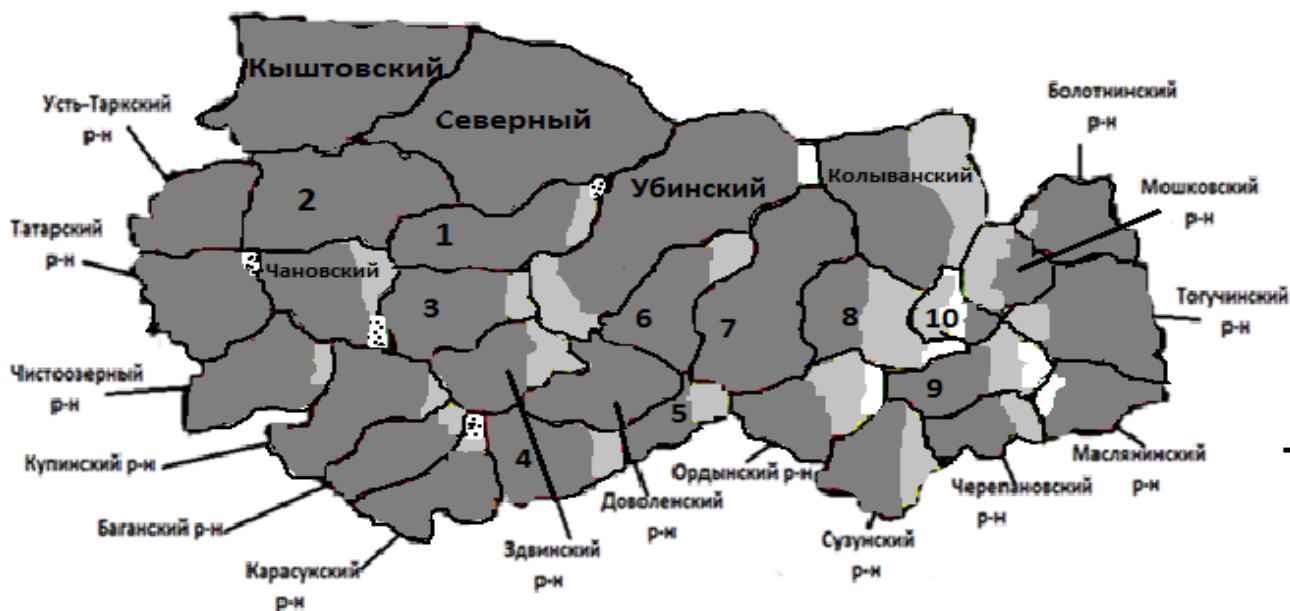 Кыштовский
Северный
Усть-Таркский
р-н
Болотнинский
р-н
Убинский
Колыванский
Мошковский
р-н
2
1
Татарский
р-н
Чановский
Тогучинский
р-н
3
6
7
8
10
Чистоозерный
р-н
5
9
4
Купинский р-н
Баганский р-н
Карасукский
р-н
Здвинский
р-н
Доволенский
р-н
Ордынский р-н
Сузунский
р-н
Черепановский
р-н
Маслянинский
р-н